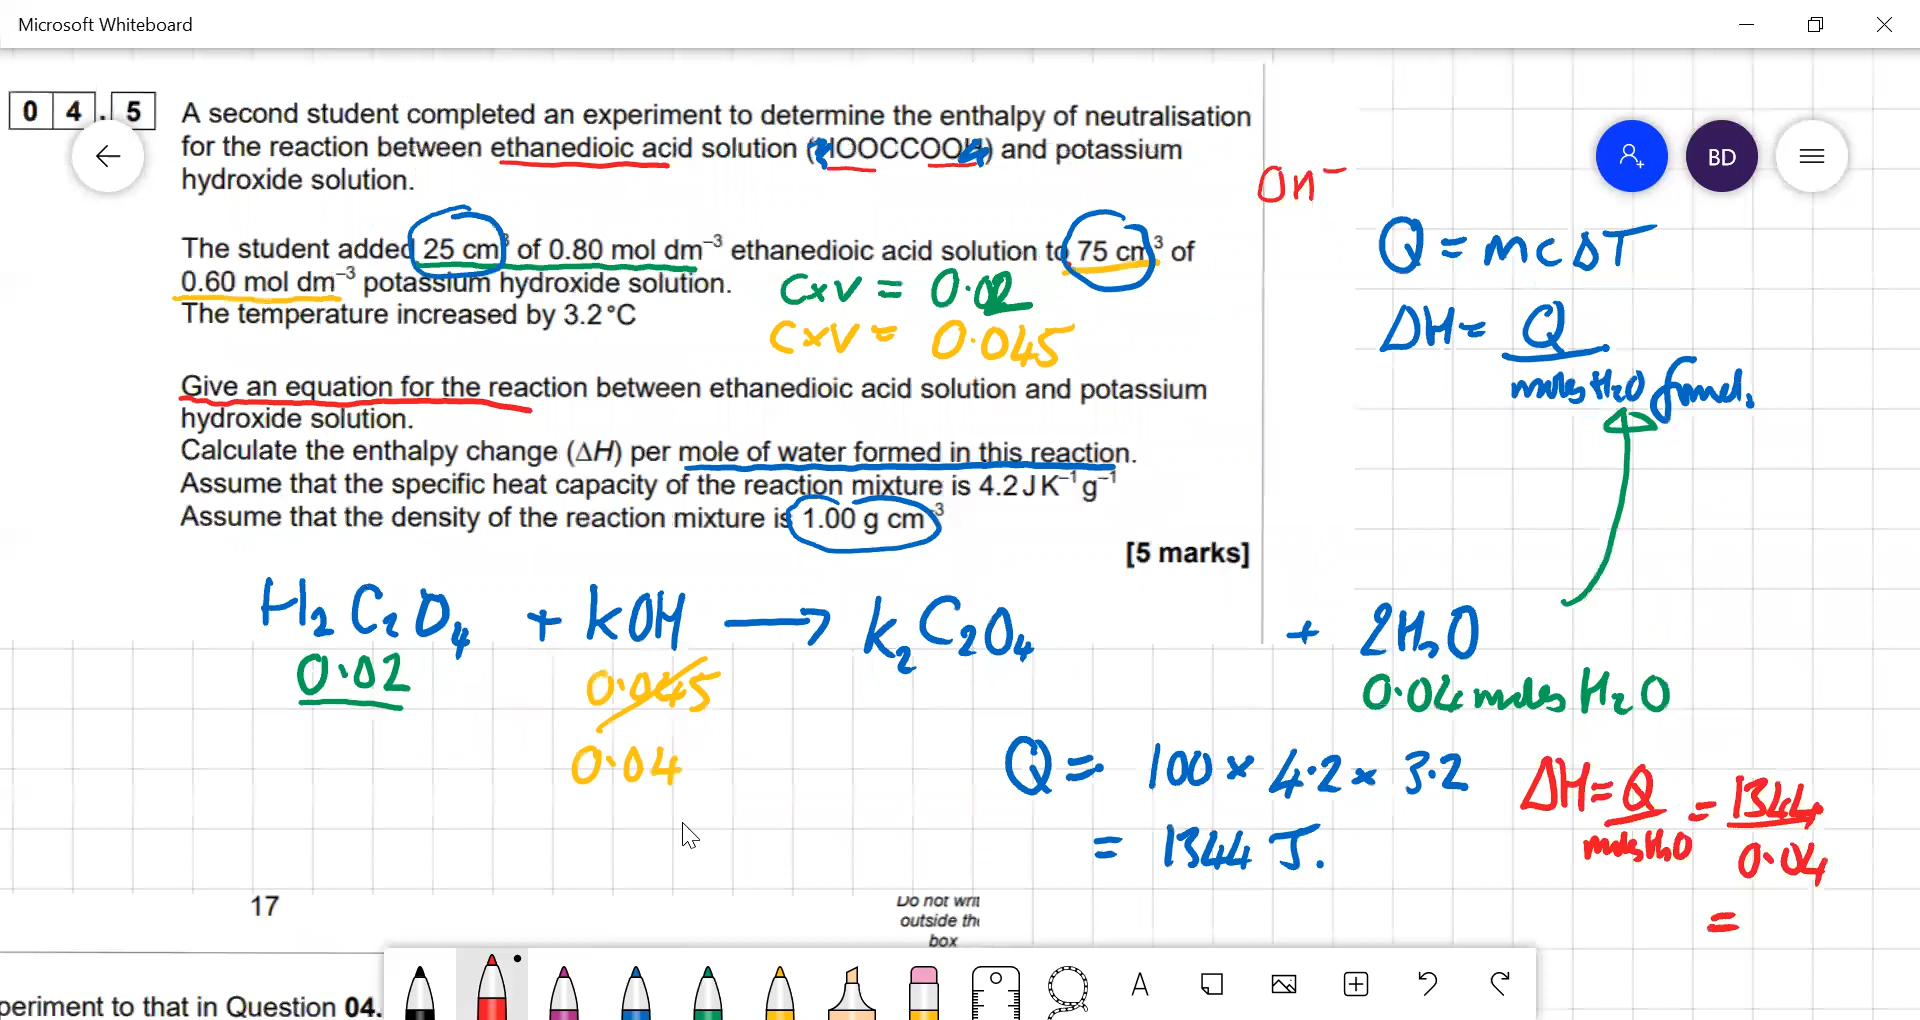 Microsoft Whiteboard
0 4 . 5
A second student completed an experiment to determine the enthalpy of neutralisation
for the reaction between ethanedioic acid solution (HOOCCOOH) and potassium
hydroxide solution.
OH⁻
BD
The student added 25 cm³ of 0.80 mol dm⁻³ ethanedioic acid solution to 75 cm³ of
0.60 mol dm⁻³ potassium hydroxide solution.
The temperature increased by 3.2 °C
C×V = 0.02
C×V = 0.045
Q = mcΔT
ΔH = Q
moles H₂O formed.
Give an equation for the reaction between ethanedioic acid solution and potassium
hydroxide solution.
Calculate the enthalpy change (ΔH) per mole of water formed in this reaction.
Assume that the specific heat capacity of the reaction mixture is 4.2 J K⁻¹ g⁻¹
Assume that the density of the reaction mixture is 1.00 g cm⁻³
[5 marks]
H₂C₂O₄ + KOH → K₂C₂O₄ + 2H₂O
0.02
0.045
0.04
0.04 moles H₂O
Q = 100 × 4.2 × 3.2
= 1344 J.
ΔH = Q = 1344
moles H₂O 0.04
=
17
Do not writ
outside the
box
periment to that in Question 04.